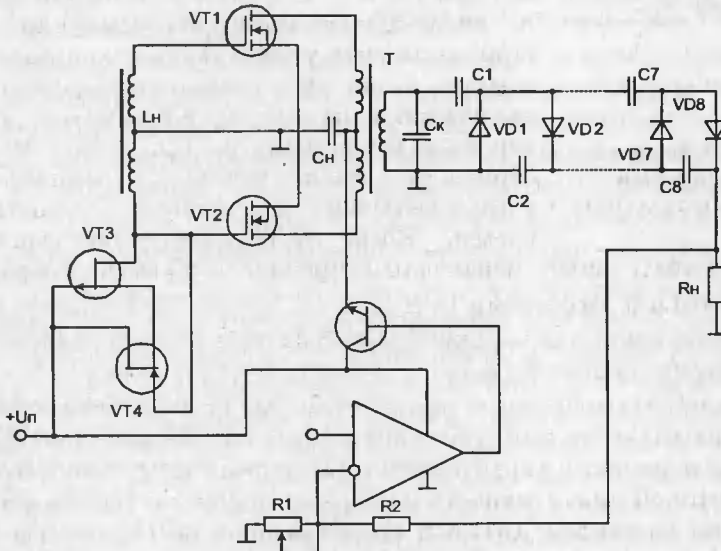 VT1
T
C1
C7
VD8
Lн
Cк
VD1
VD2
VD7
Cн
C2
C8
VT2
VT3
Rн
VT4
+Uп
R1
R2